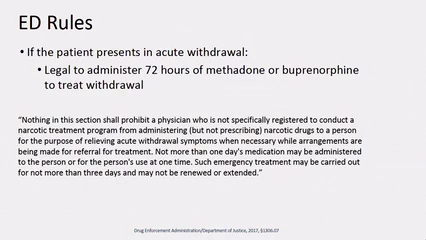 ED Rules
• If the patient presents in acute withdrawal:
• Legal to administer 72 hours of methadone or buprenorphine
to treat withdrawal
"Nothing in this section shall prohibit a physician who is not specifically registered to conduct a
narcotic treatment program from administering (but not prescribing) narcotic drugs to a person
for the purpose of relieving acute withdrawal symptoms when necessary while arrangements are
being made for referral for treatment. Not more than one day's medication may be administered
to the person or for the person's use at one time. Such emergency treatment may be carried out
for not more than three days and may not be renewed or extended."
Drug Enforcement Administration/Department of Justice, 2017, §1306.07